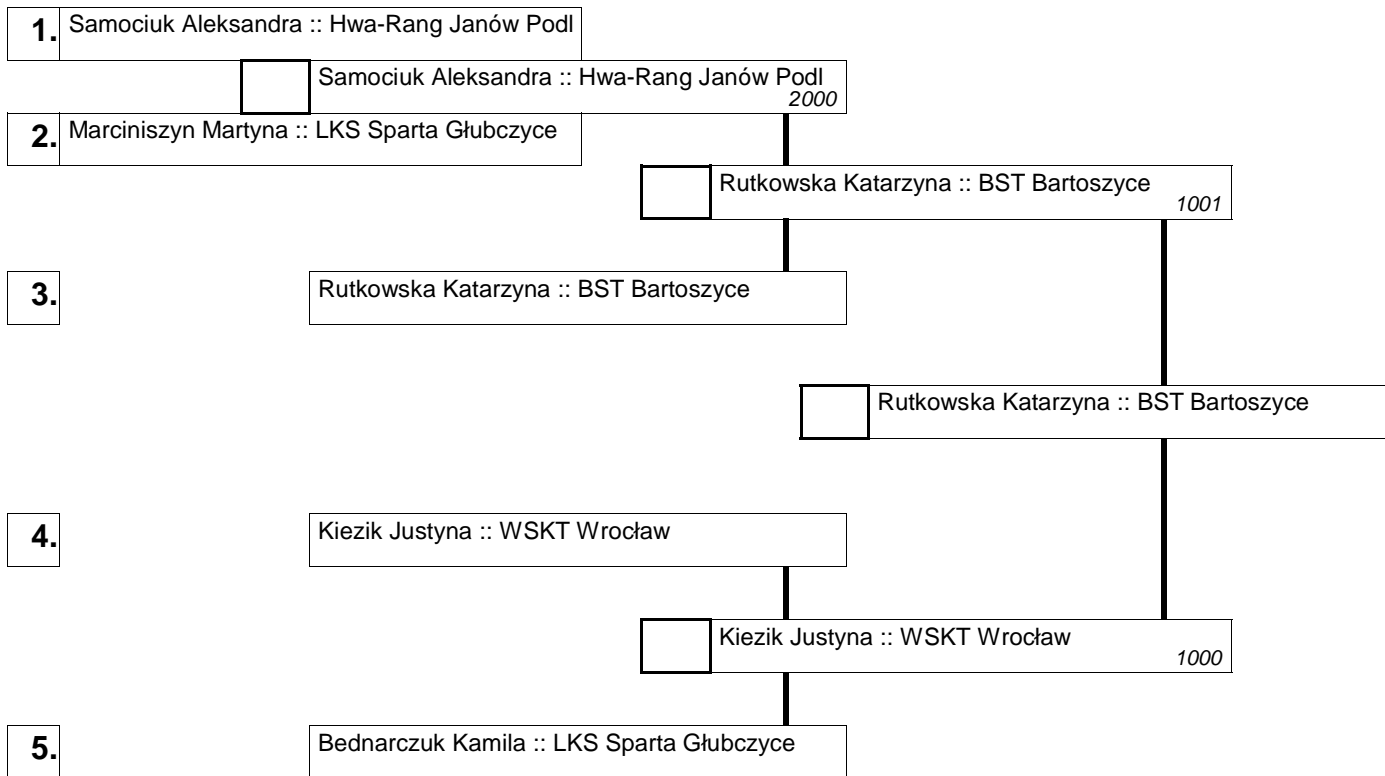 1. Samociuk Aleksandra :: Hwa-Rang Janów Podl
Samociuk Aleksandra :: Hwa-Rang Janów Podl
2000
2. Marciniszyn Martyna :: LKS Sparta Głubczyce
Rutkowska Katarzyna :: BST Bartoszyce
1001
3. Rutkowska Katarzyna :: BST Bartoszyce
Rutkowska Katarzyna :: BST Bartoszyce
4. Kiezik Justyna :: WSKT Wrocław
Kiezik Justyna :: WSKT Wrocław
1000
5. Bednarczuk Kamila :: LKS Sparta Głubczyce